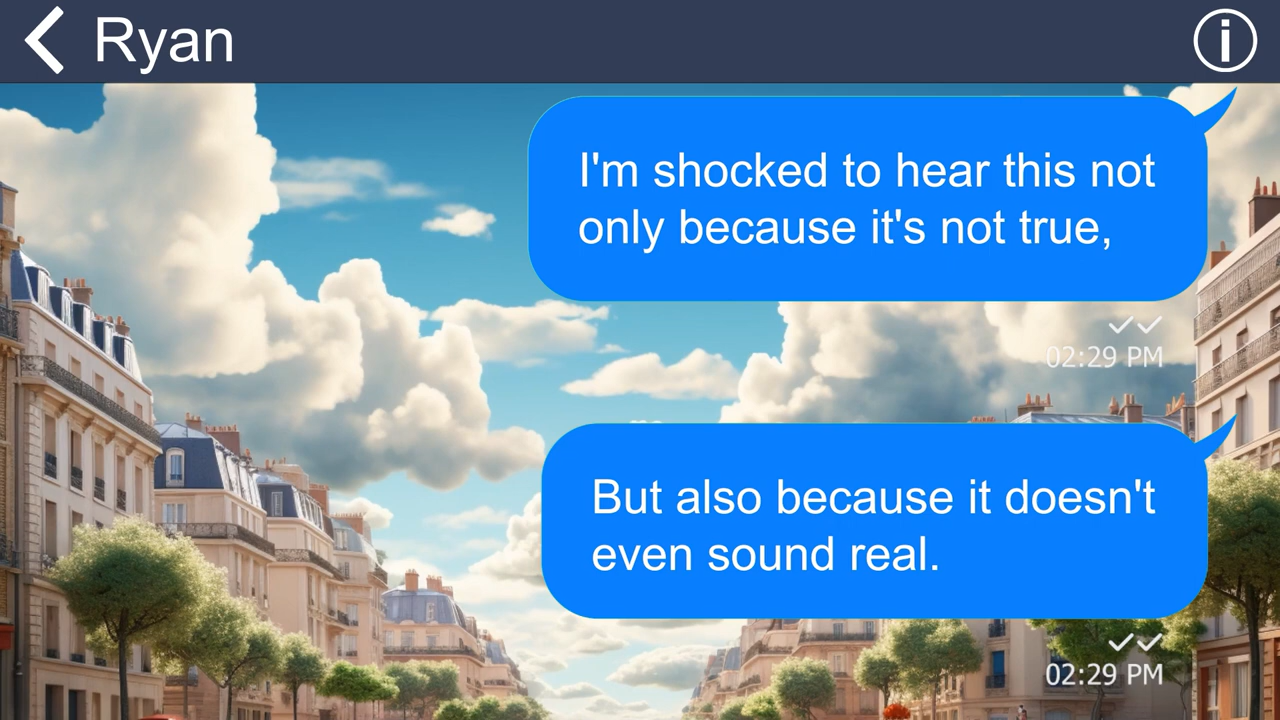 Ryan
I'm shocked to hear this not
only because it's not true,
02:29 PM
But also because it doesn't
even sound real.
02:29 PM